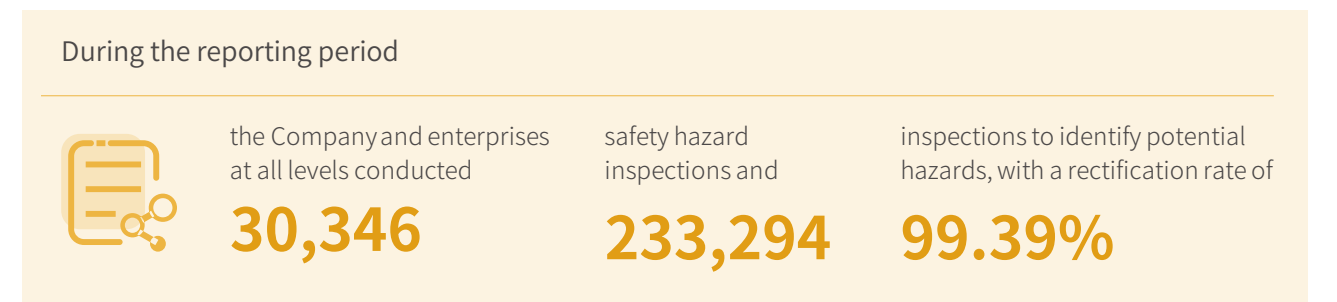 During the reporting period
the Company and enterprises
at all levels conducted
30,346
safety hazard
inspections and
233,294
inspections to identify potential
hazards, with a rectification rate of
99.39%